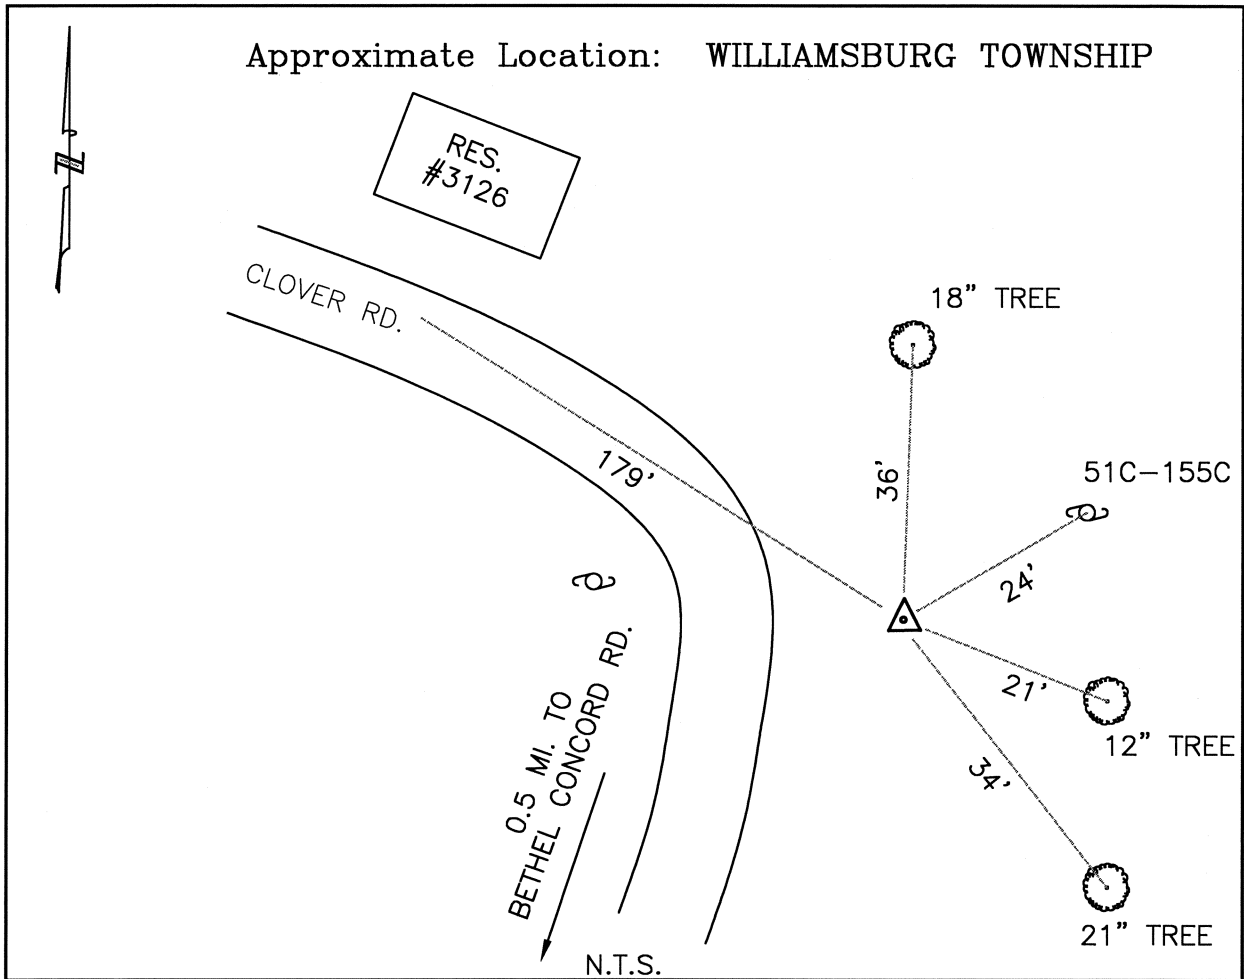 Approximate Location: WILLIAMSBURG TOWNSHIP
RES.
#3126
N
CLOVER RD.
18” TREE
179’
36’
51C-155C
24’
21’
12” TREE
34’
21” TREE
0.5 MI. TO
BETHEL CONCORD RD.
N.T.S.